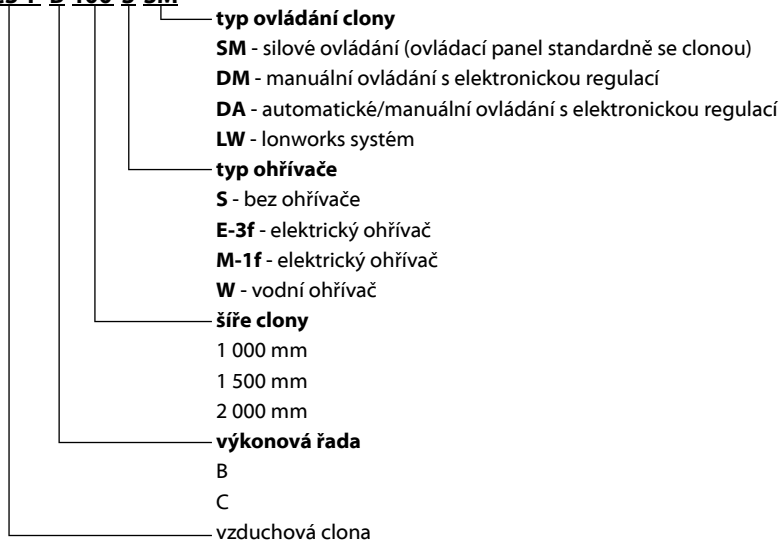 typ ovládání clony
SM - silové ovládání (ovládací panel standardně se clonou)
DM - manuální ovládání s elektronickou regulací
DA - automatické/manuální ovládání s elektronickou regulací
LW - lonworks systém
typ ohřívače
S - bez ohřívače
E-3f - elektrický ohřívač
M-1f - elektrický ohřívač
W - vodní ohřívač
šíře clony
1 000 mm
1 500 mm
2 000 mm
výkonová řada
B
C
vzduchová clona